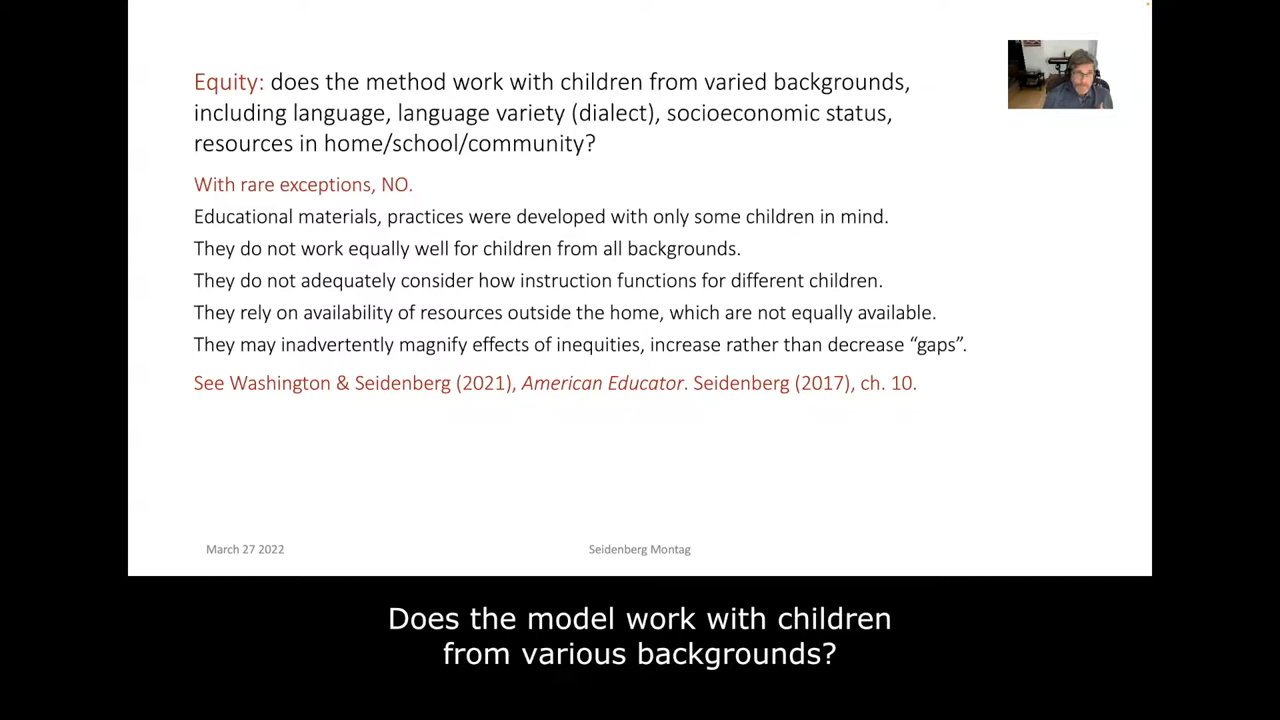 Equity: does the method work with children from varied backgrounds,
including language, language variety (dialect), socioeconomic status,
resources in home/school/community?
With rare exceptions, NO.
Educational materials, practices were developed with only some children in mind.
They do not work equally well for children from all backgrounds.
They do not adequately consider how instruction functions for different children.
They rely on availability of resources outside the home, which are not equally available.
They may inadvertently magnify effects of inequities, increase rather than decrease “gaps”.
See Washington & Seidenberg (2021), American Educator. Seidenberg (2017), ch. 10.
March 27 2022
Seidenberg Montag
Does the model work with children
from various backgrounds?